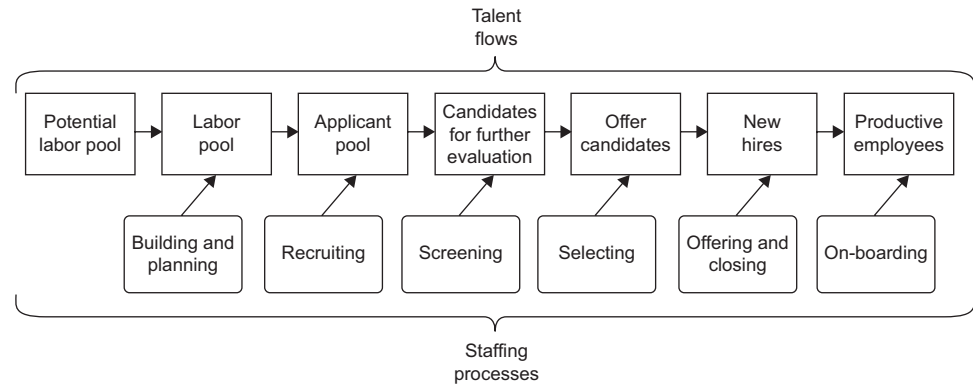 Talent
flows
Potential
labor pool
Labor
pool
Applicant
pool
Candidates
for further
evaluation
Offer
candidates
New
hires
Productive
employees
Building and
planning
Recruiting
Screening
Selecting
Offering and
closing
On-boarding
Staffing
processes